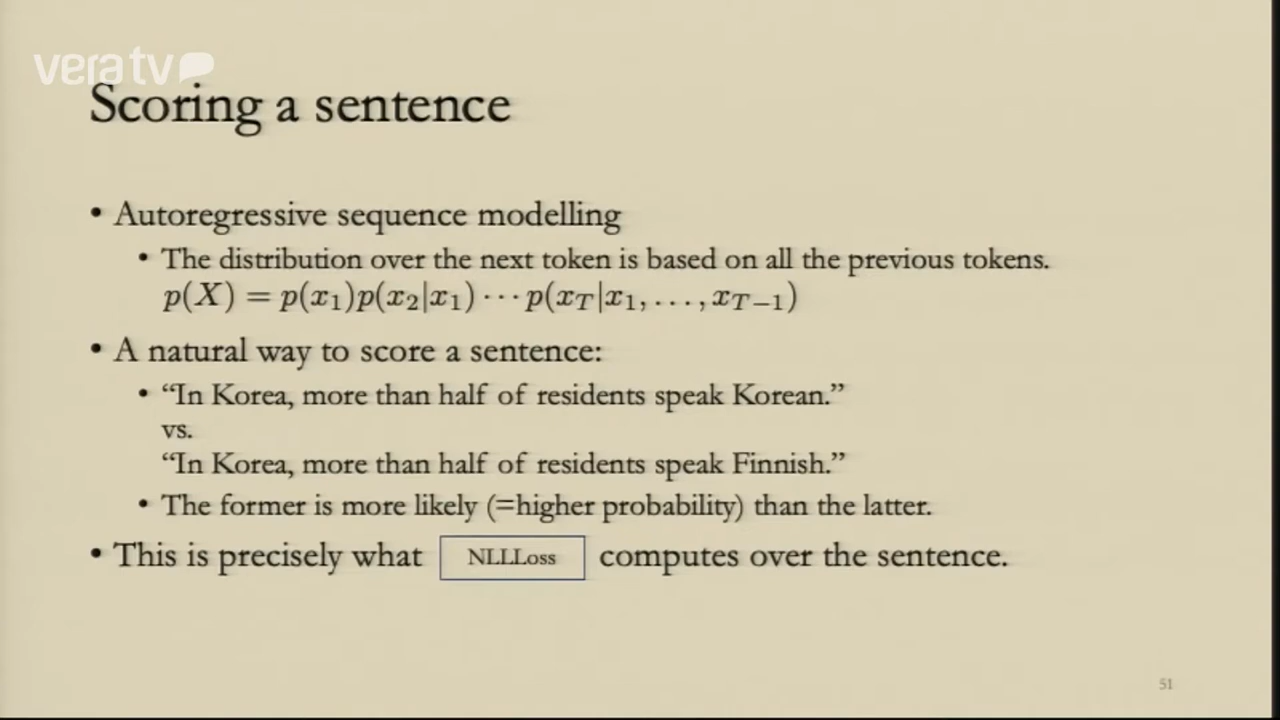 vera tv
Scoring a sentence
• Autoregressive sequence modelling
• The distribution over the next token is based on all the previous tokens.
p(X) = p(x₁)p(x₂|x₁) ⋯ p(x_T|x₁, …, x_{T−1})
• A natural way to score a sentence:
• “In Korea, more than half of residents speak Korean.”
vs.
“In Korea, more than half of residents speak Finnish.”
• The former is more likely (=higher probability) than the latter.
• This is precisely what NLLLoss computes over the sentence.
51